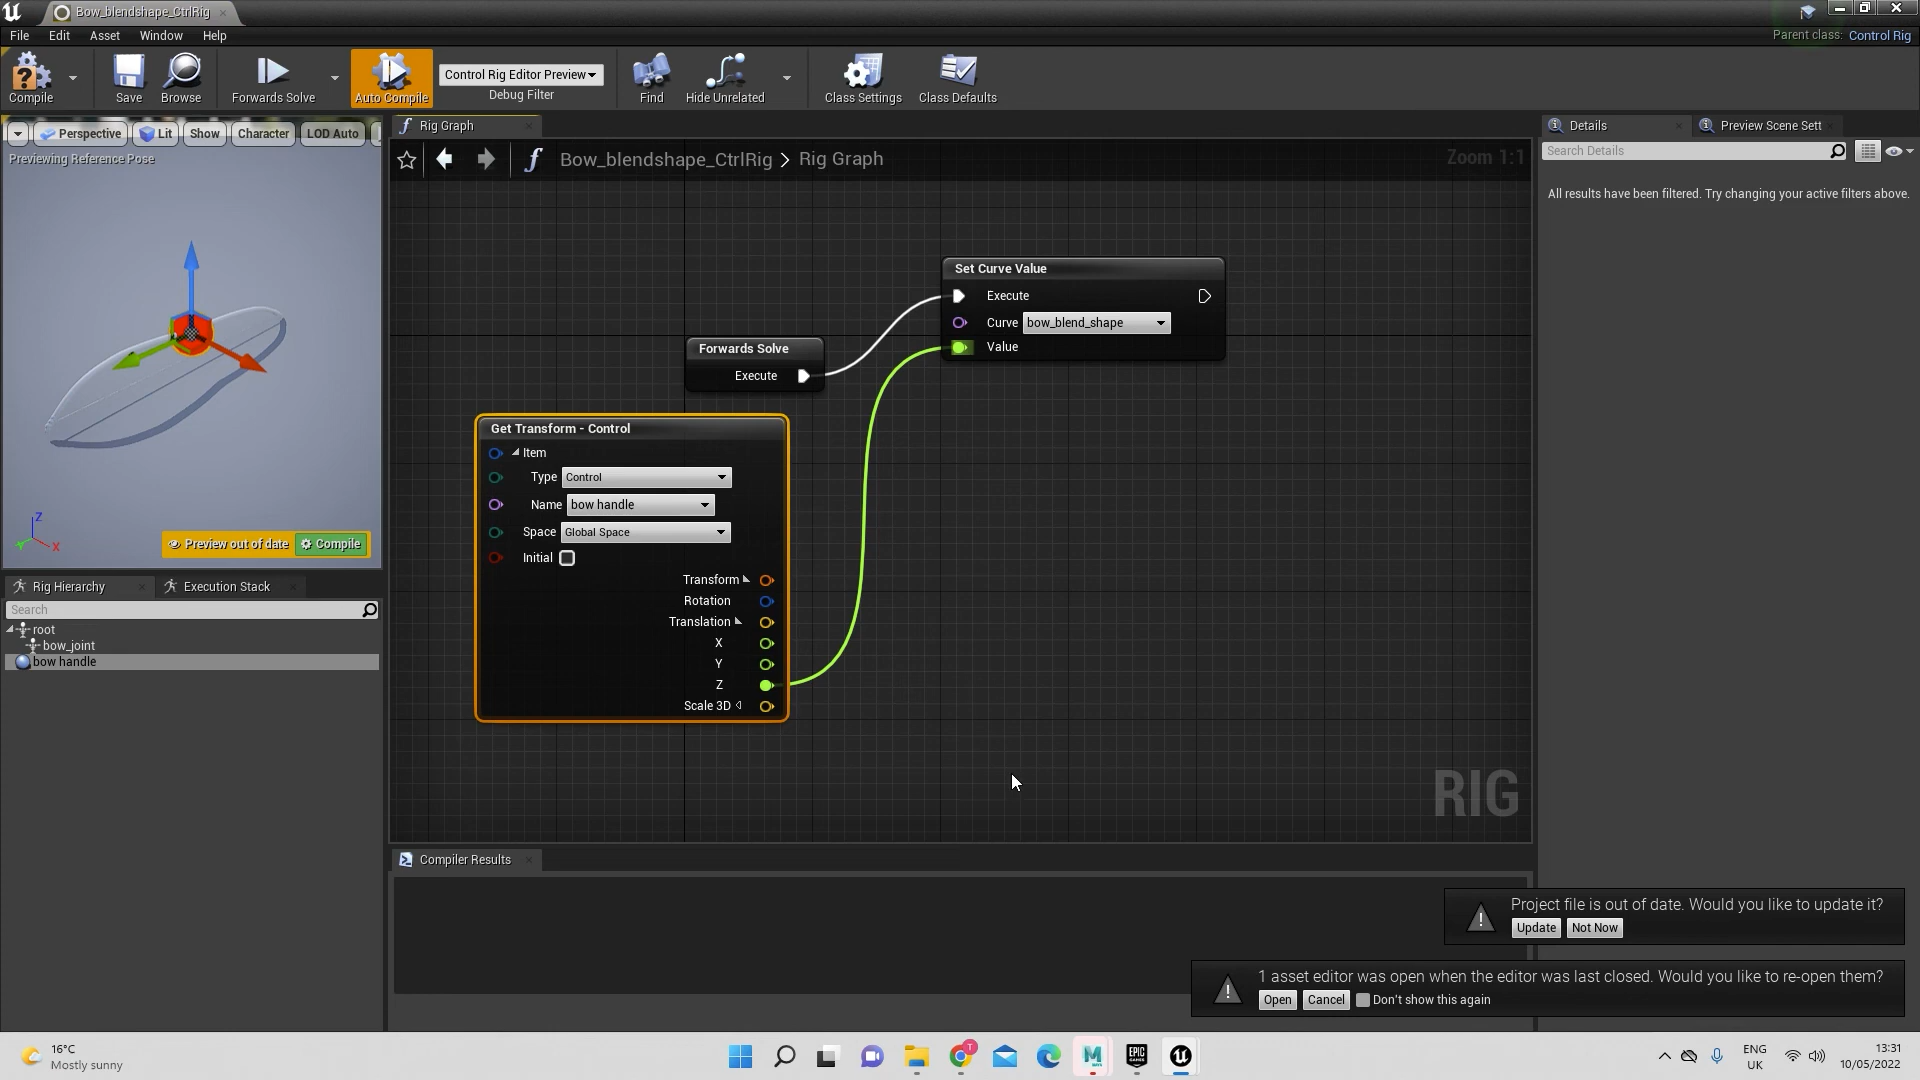 Bow_blendshape_CtrlRig
File Edit Asset Window Help
Parent class: Control Rig
Compile
Save
Browse
Forwards Solve
Auto Compile
Control Rig Editor Preview
Debug Filter
Find
Hide Unrelated
Class Settings
Class Defaults
Perspective
Lit
Show
Character
LOD Auto
Previewing Reference Pose
Z
X
Preview out of date
Compile
Rig Hierarchy
Execution Stack
Search
root
bow_joint
bow handle
Rig Graph
Bow_blendshape_CtrlRig > Rig Graph
Zoom 1:1
Set Curve Value
Execute
Curve bow_blend_shape
Value
Forwards Solve
Execute
Get Transform - Control
Item
Type Control
Name bow handle
Space Global Space
Initial
Transform
Rotation
Translation
X
Y
Z
Scale 3D
RIG
Compiler Results
Details
Preview Scene Sett
Search Details
All results have been filtered. Try changing your active filters above.
Project file is out of date. Would you like to update it?
Update
Not Now
1 asset editor was open when the editor was last closed. Would you like to re-open them?
Open
Cancel
Don't show this again
16°C
Mostly sunny
ENG
UK
13:31
10/05/2022